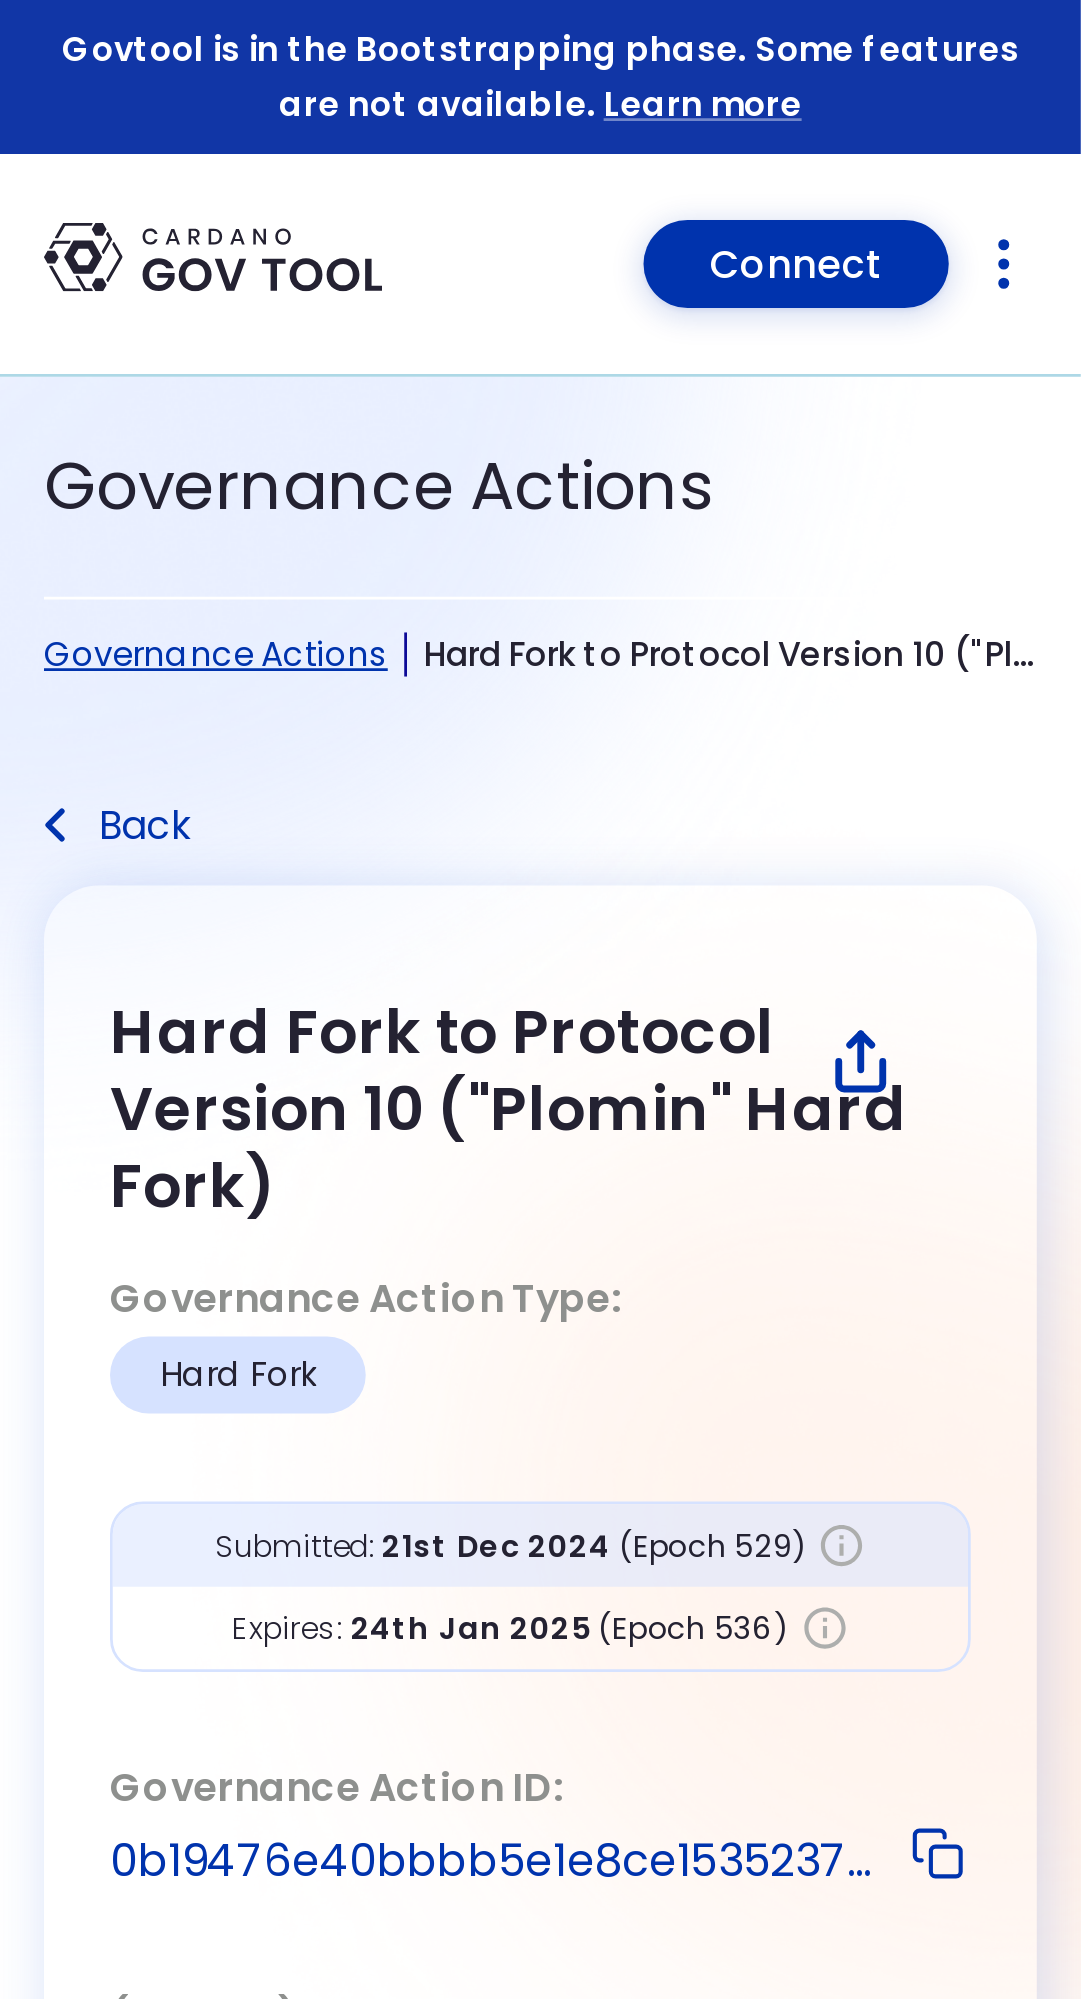 Govtool is in the Bootstrapping phase. Some features
are not available. Learn more
CARDANO
GOV TOOL
Connect
Governance Actions
Governance Actions | Hard Fork to Protocol Version 10 ("Pl...
Back
Hard Fork to Protocol
Version 10 ("Plomin" Hard
Fork)
Governance Action Type:
Hard Fork
Submitted: 21st Dec 2024 (Epoch 529)
Expires: 24th Jan 2025 (Epoch 536)
Governance Action ID:
0b19476e40bbbb5e1e8ce1535237...